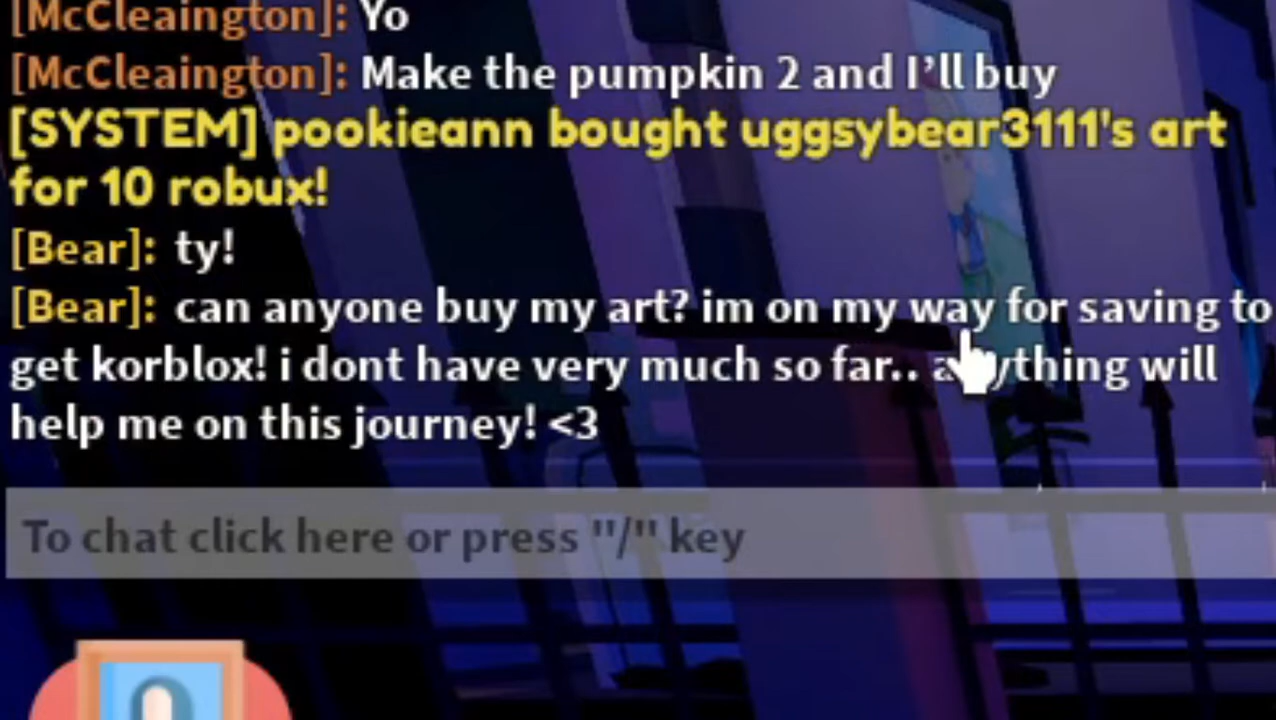 [McCleaington]: Yo
[McCleaington]: Make the pumpkin 2 and I’ll buy
[SYSTEM] pookieann bought uggsybear3111's art
for 10 robux!
[Bear]: ty!
[Bear]: can anyone buy my art? im on my way for saving to
get korblox! i dont have very much so far.. anything will
help me on this journey! <3
To chat click here or press "/" key